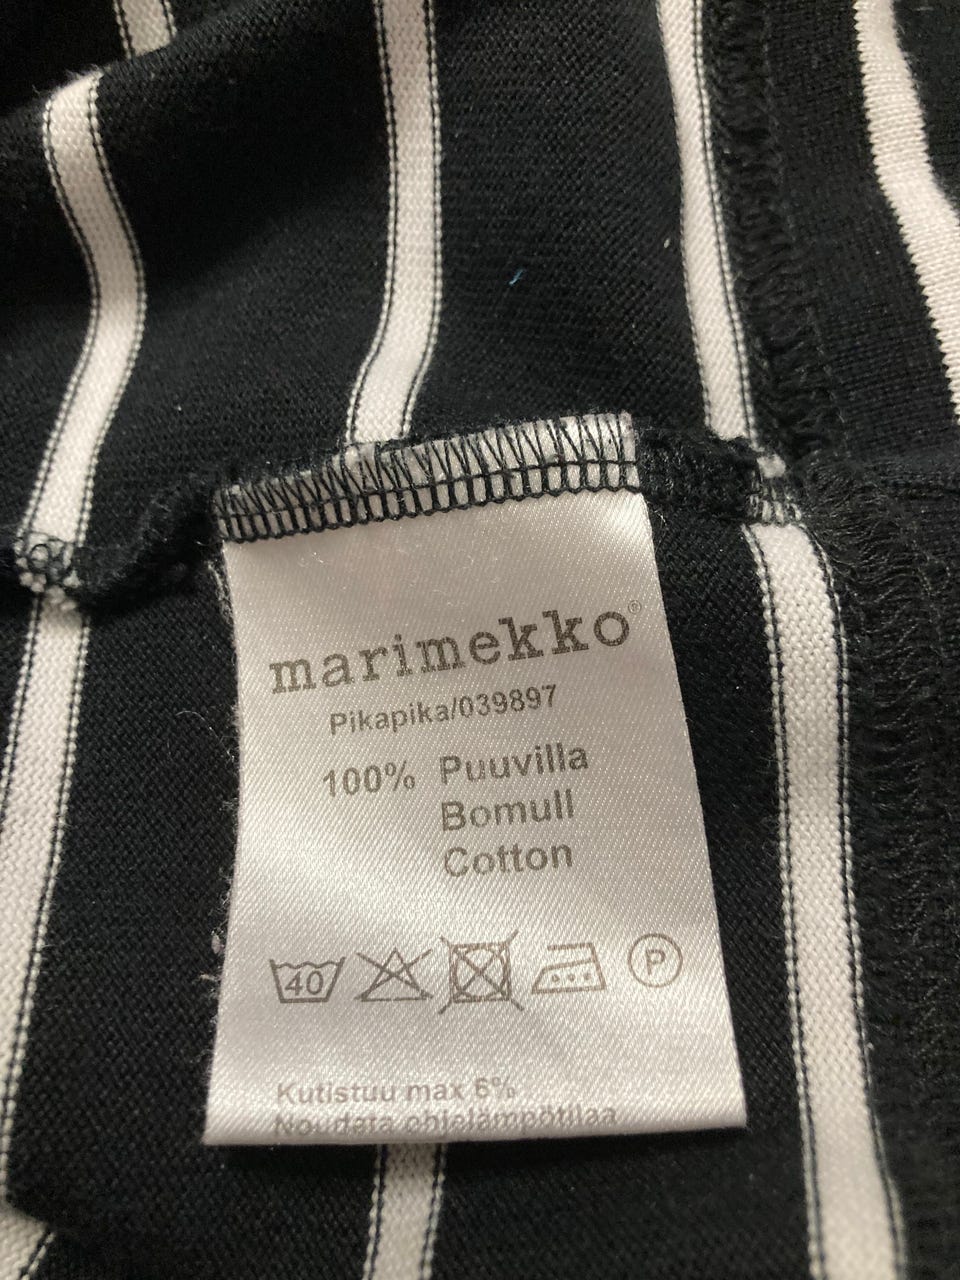 marimekko®
Pikapika/039897
100% Puuvilla
Bomull
Cotton
40 P
Kutistuu max 6%
Noudata ohjelämpötilaa